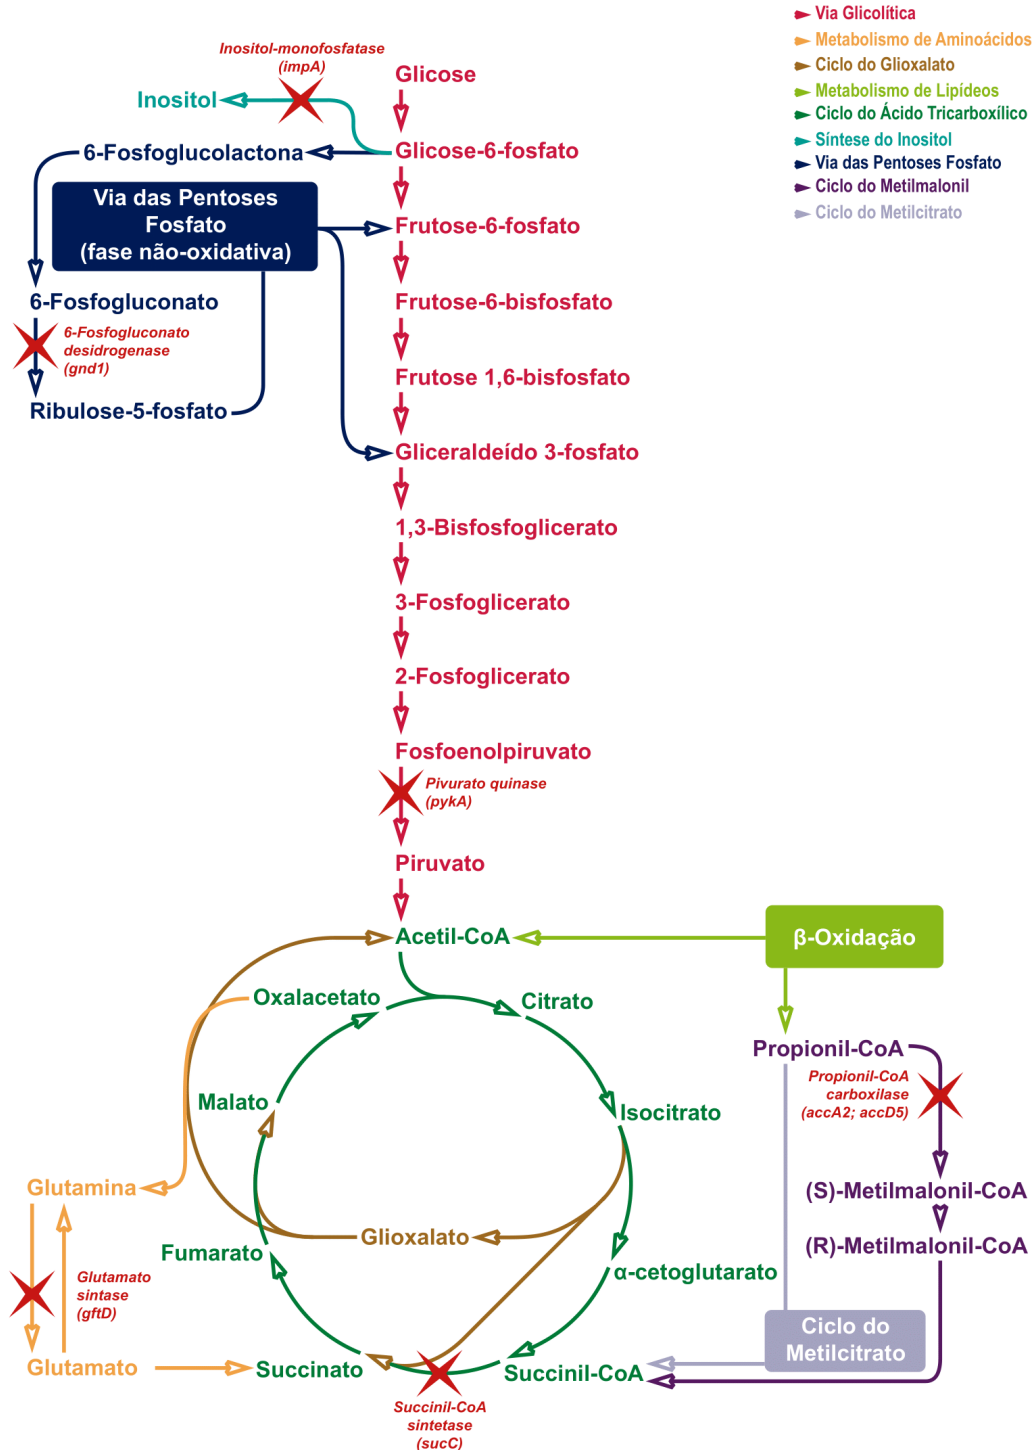 Via Glicolítica
Metabolismo de Aminoácidos
Ciclo do Glioxalato
Metabolismo de Lipídeos
Ciclo do Ácido Tricarboxílico
Síntese do Inositol
Via das Pentoses Fosfato
Ciclo do Metilmalonil
Ciclo do Metilcitrato
Inositol-monofosfatase
(impA)
Glicose
Inositol
6-Fosfoglucolactona
Glicose-6-fosfato
Via das Pentoses
Fosfato
(fase não-oxidativa)
Frutose-6-fosfato
6-Fosfogluconato
Frutose-6-bisfosfato
6-Fosfogluconato
desidrogenase
(gnd1)
Frutose 1,6-bisfosfato
Ribulose-5-fosfato
Gliceraldeído 3-fosfato
1,3-Bisfosfoglicerato
3-Fosfoglicerato
2-Fosfoglicerato
Fosfoenolpiruvato
Pivurato quinase
(pykA)
Piruvato
Acetil-CoA
β-Oxidação
Oxalacetato
Citrato
Propionil-CoA
Propionil-CoA
carboxilase
(accA2; accD5)
Malato
Isocitrato
Glutamina
(S)-Metilmalonil-CoA
Glioxalato
(R)-Metilmalonil-CoA
Fumarato
α-cetoglutarato
Glutamato
sintase
(gftD)
Ciclo do
Metilcitrato
Glutamato
Succinato
Succinil-CoA
Succinil-CoA
sintetase
(sucC)